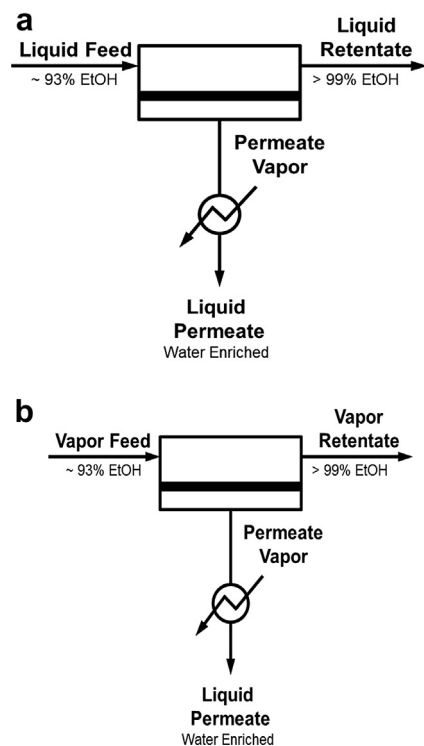 a
Liquid Feed
~ 93% EtOH
Liquid
Retentate
> 99% EtOH
Permeate
Vapor
Liquid
Permeate
Water Enriched
b
Vapor Feed
~ 93% EtOH
Vapor
Retentate
> 99% EtOH
Permeate
Vapor
Liquid
Permeate
Water Enriched